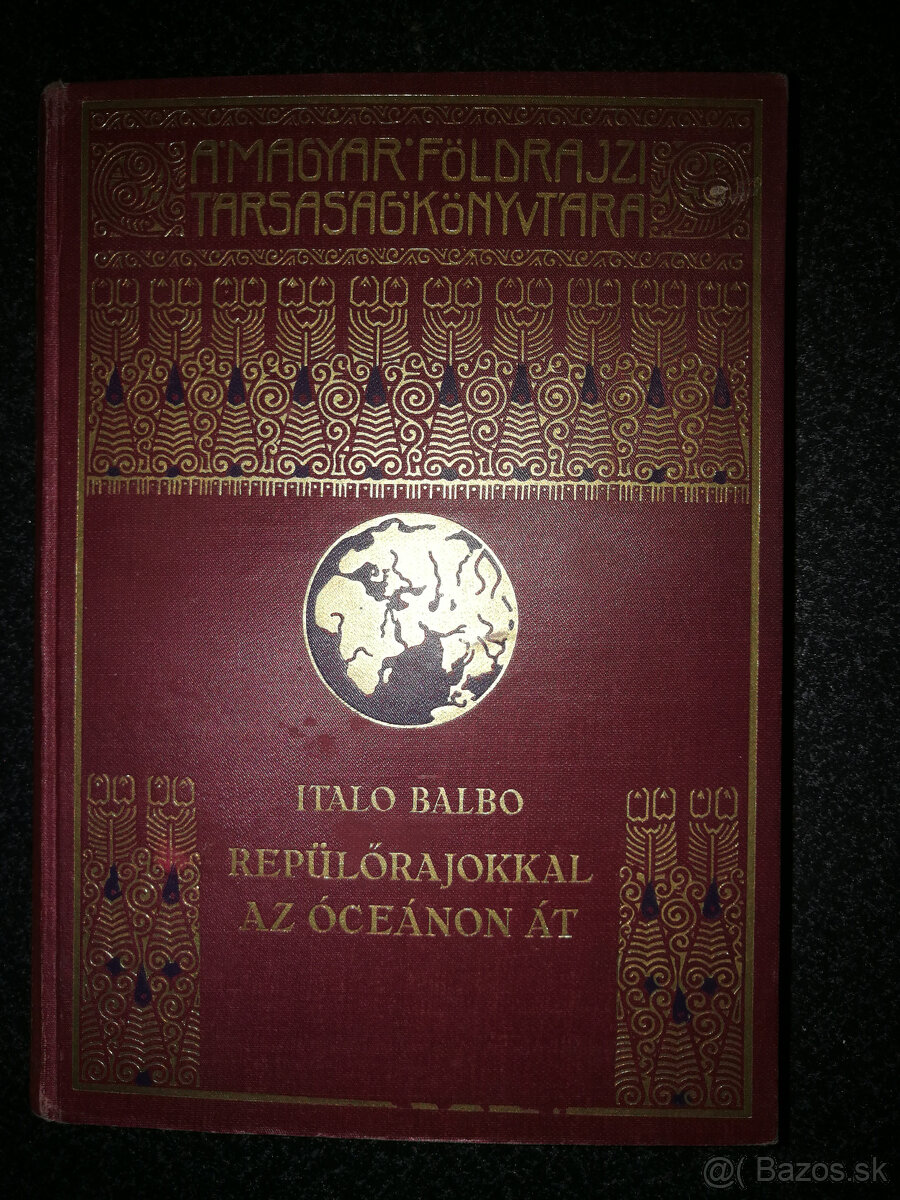 A MAGYAR FÖLDRAJZI
TÁRSASÁG KÖNYVTÁRA
ITALO BALBO
REPÜLŐRAJOKKAL
AZ ÓCEÁNON ÁT
@( Bazos.sk